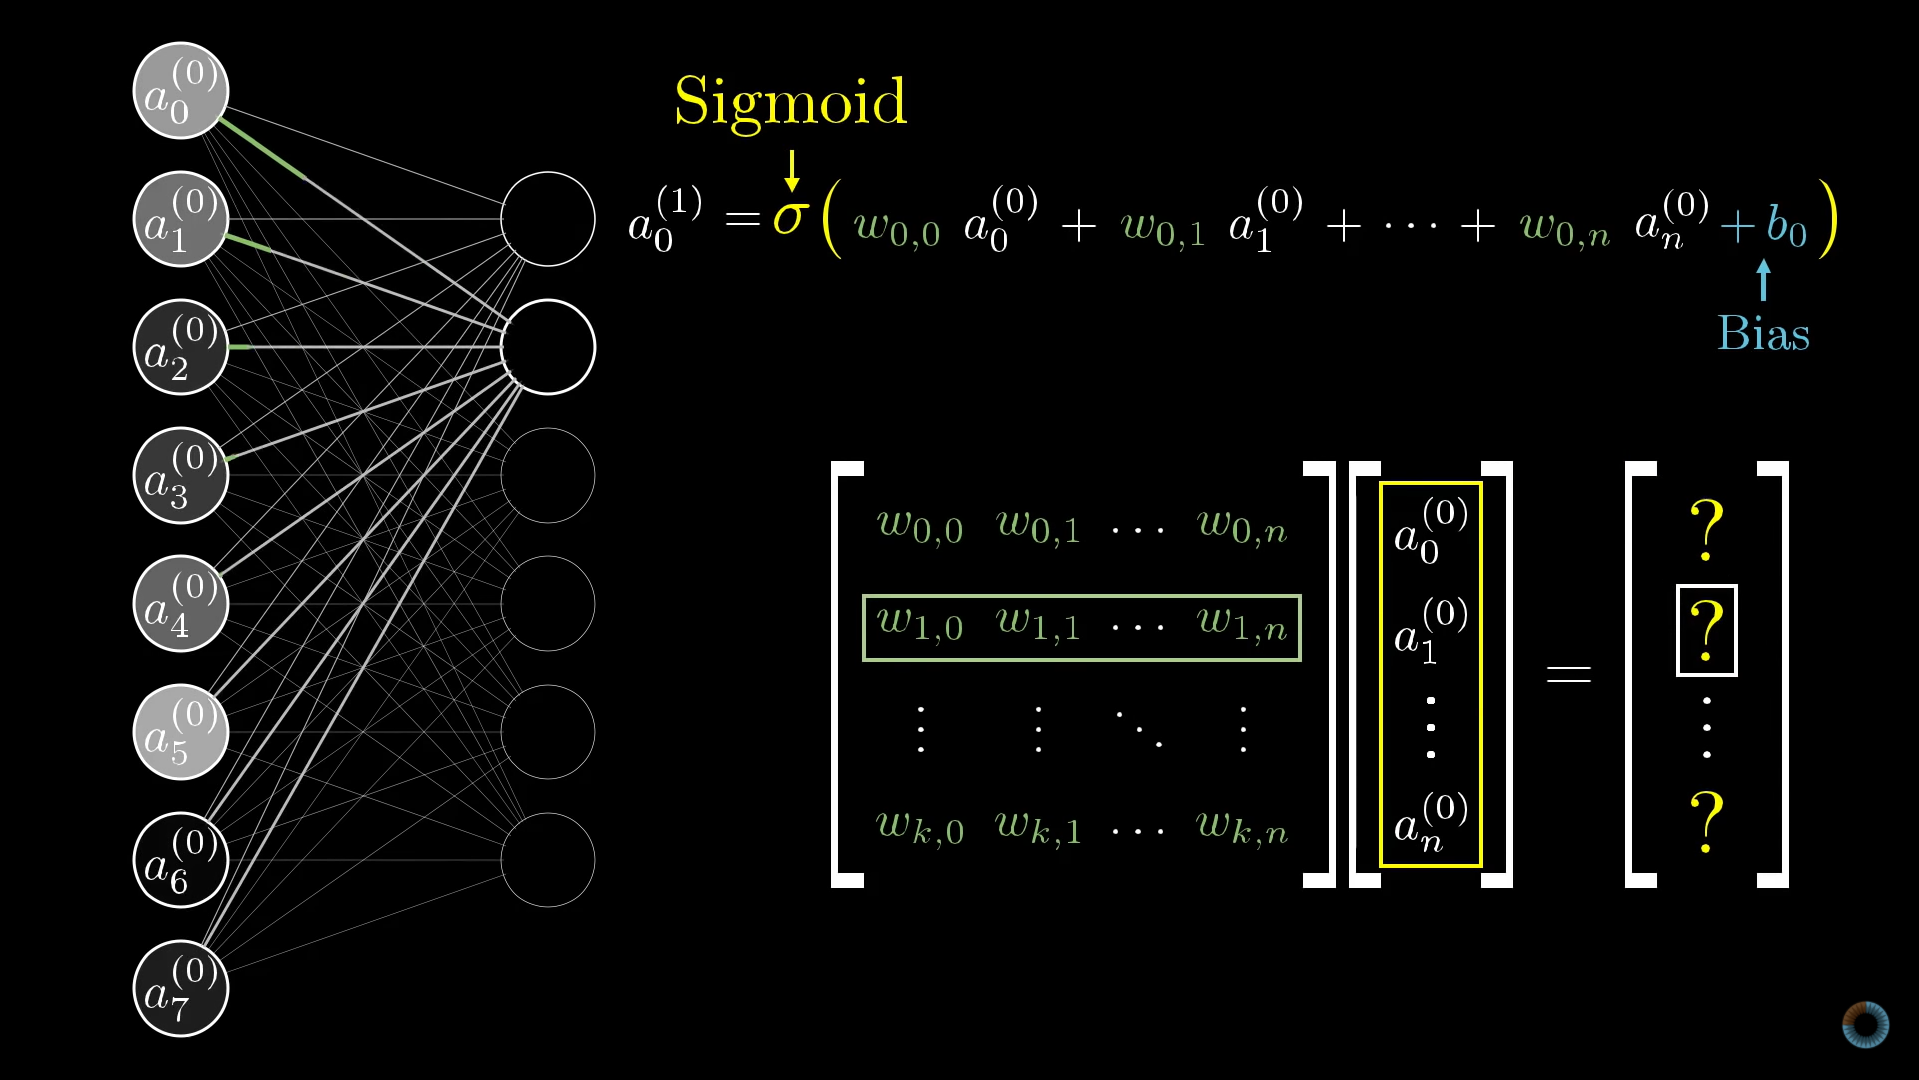 a_0^{(0)}
a_1^{(0)}
a_2^{(0)}
a_3^{(0)}
a_4^{(0)}
a_5^{(0)}
a_6^{(0)}
a_7^{(0)}
Sigmoid
a_0^{(1)} = σ ( w_{0,0} a_0^{(0)} + w_{0,1} a_1^{(0)} + ⋯ + w_{0,n} a_n^{(0)} + b_0 )
Bias
w_{0,0} w_{0,1} … w_{0,n} a_0^{(0)} ?
w_{1,0} w_{1,1} … w_{1,n} a_1^{(0)} ?
⋮ ⋮ ⋱ ⋮ ⋮ = ⋮
w_{k,0} w_{k,1} … w_{k,n} a_n^{(0)} ?